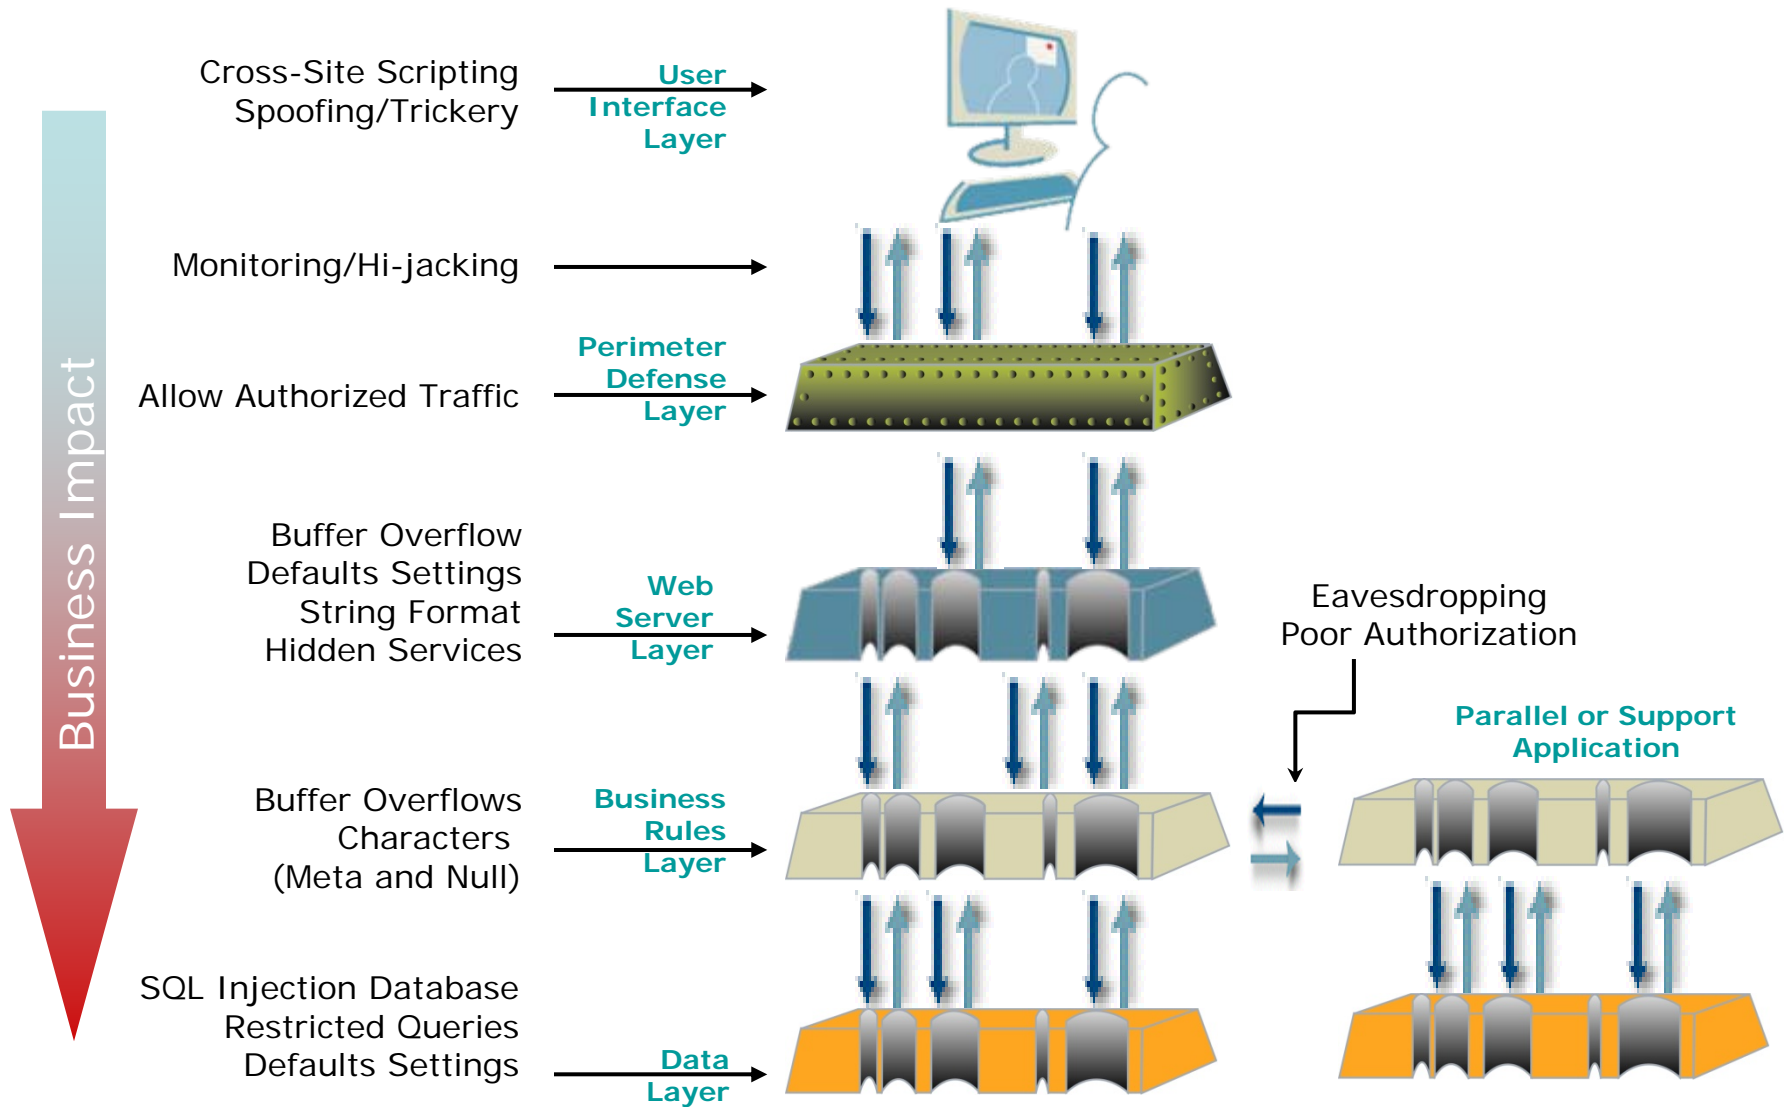 Cross-Site Scripting
Spoofing/Trickery
User
Interface
Layer
Monitoring/Hi-jacking
Perimeter
Defense
Layer
Allow Authorized Traffic
Business Impact
Buffer Overflow
Defaults Settings
String Format
Hidden Services
Web
Server
Layer
Eavesdropping
Poor Authorization
Parallel or Support
Application
Buffer Overflows
Characters
(Meta and Null)
Business
Rules
Layer
SQL Injection Database
Restricted Queries
Defaults Settings
Data
Layer